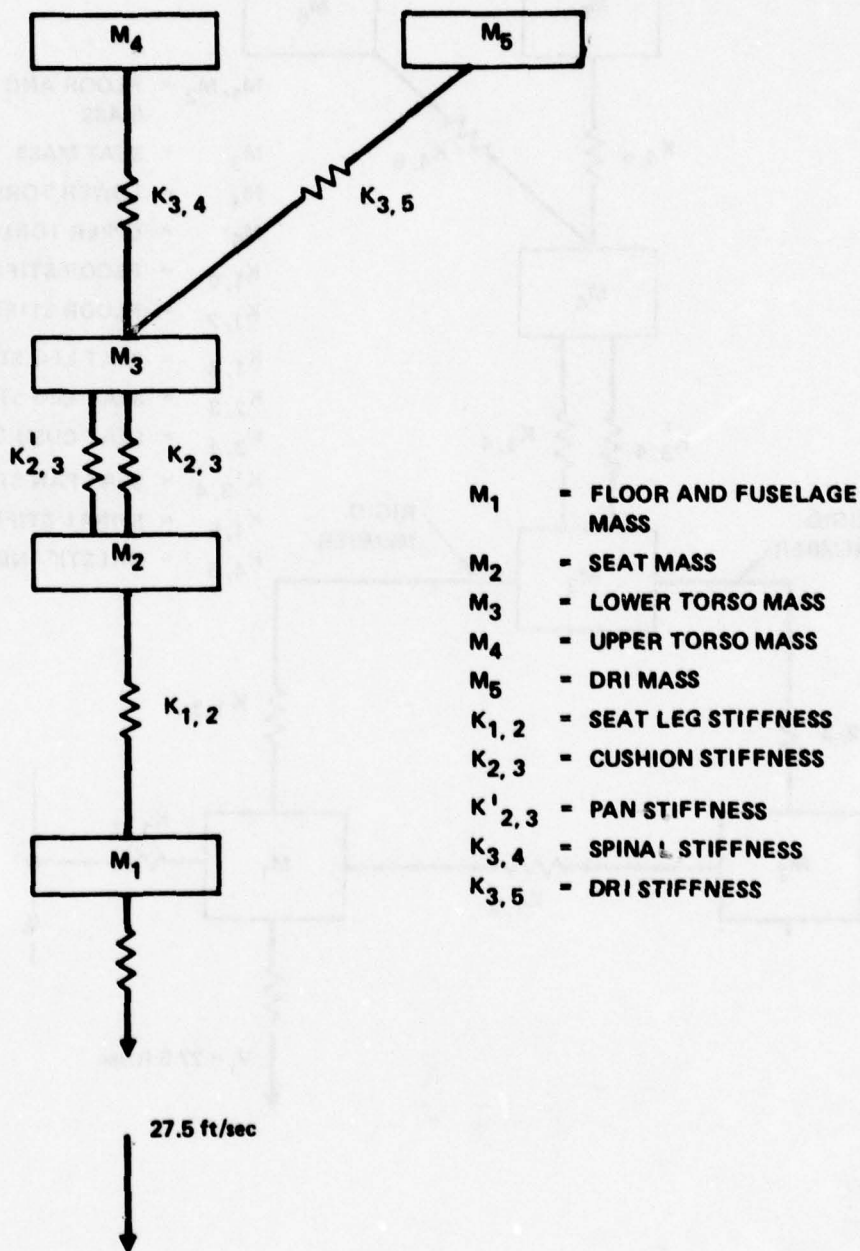 M4
M5
K3, 4
K3, 5
M3
K'2, 3
K2, 3
M2
K1, 2
M1
27.5 ft/sec
M1 = FLOOR AND FUSELAGE
MASS
M2 = SEAT MASS
M3 = LOWER TORSO MASS
M4 = UPPER TORSO MASS
M5 = DRI MASS
K1, 2 = SEAT LEG STIFFNESS
K2, 3 = CUSHION STIFFNESS
K'2, 3 = PAN STIFFNESS
K3, 4 = SPINAL STIFFNESS
K3, 5 = DRI STIFFNESS